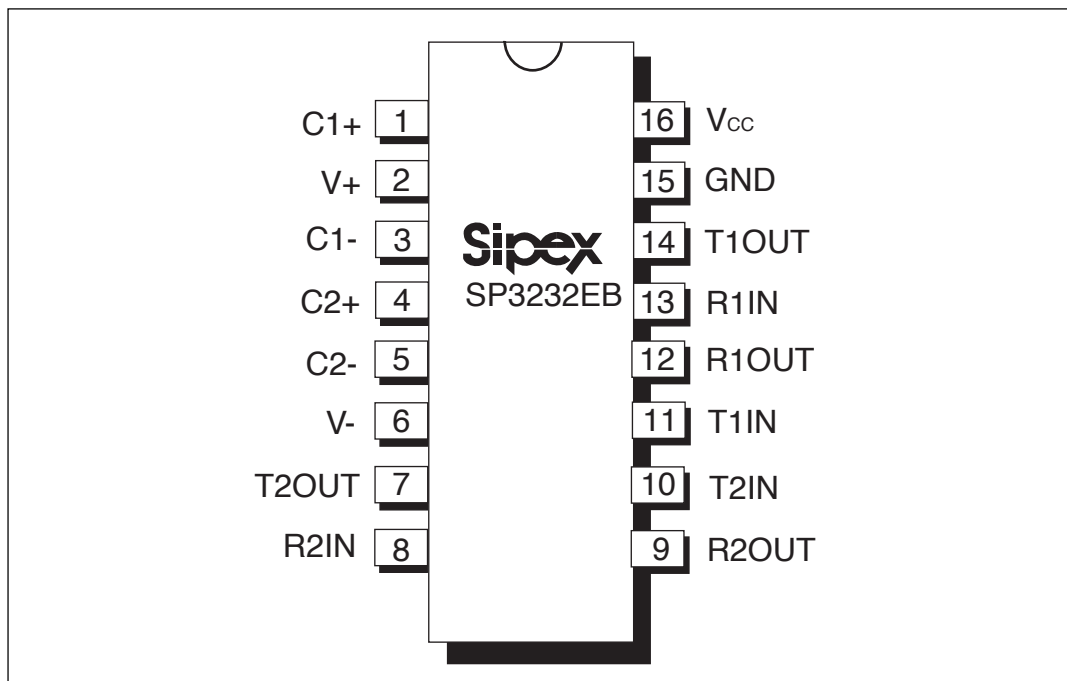 C1+ 1 16 Vcc
V+ 2 15 GND
C1- 3 Sipex 14 T1OUT
C2+ 4 SP3232EB 13 R1IN
C2- 5 12 R1OUT
V- 6 11 T1IN
T2OUT 7 10 T2IN
R2IN 8 9 R2OUT